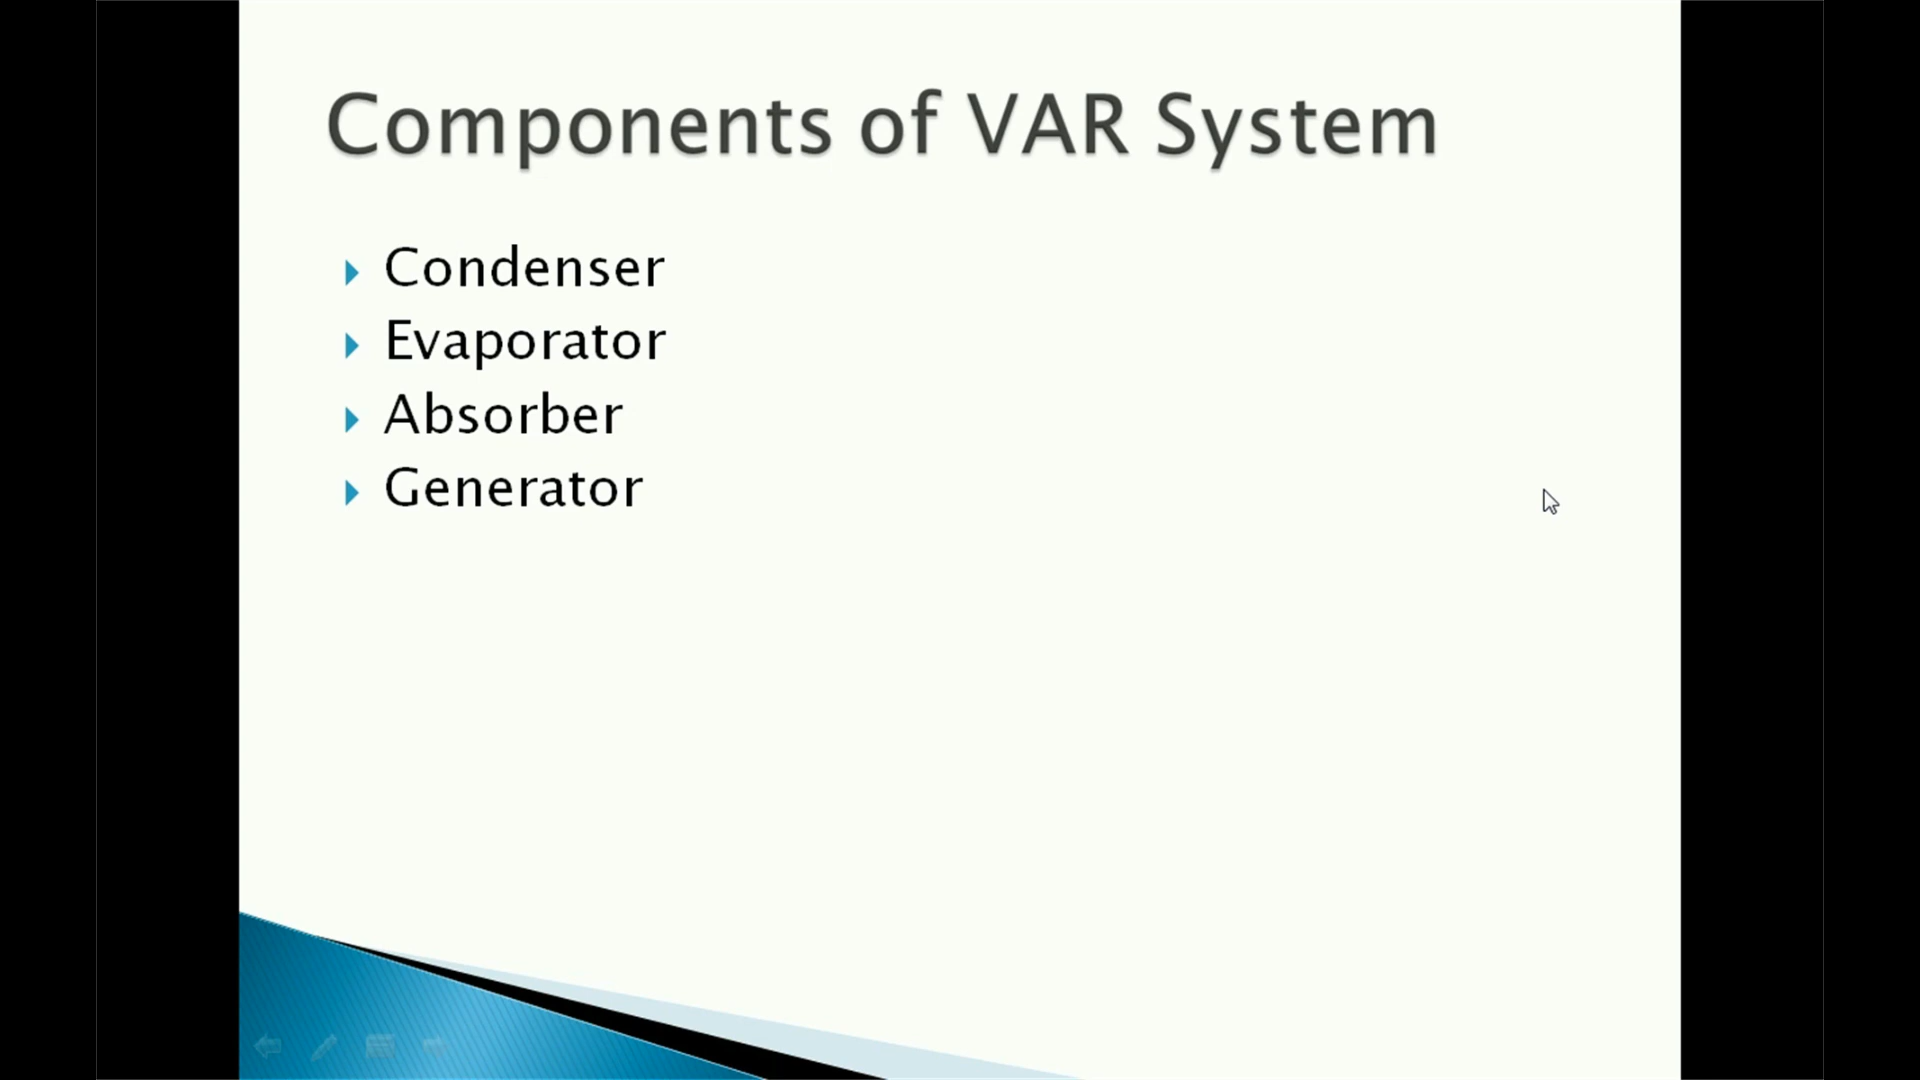 Components of VAR System
Condenser
Evaporator
Absorber
Generator